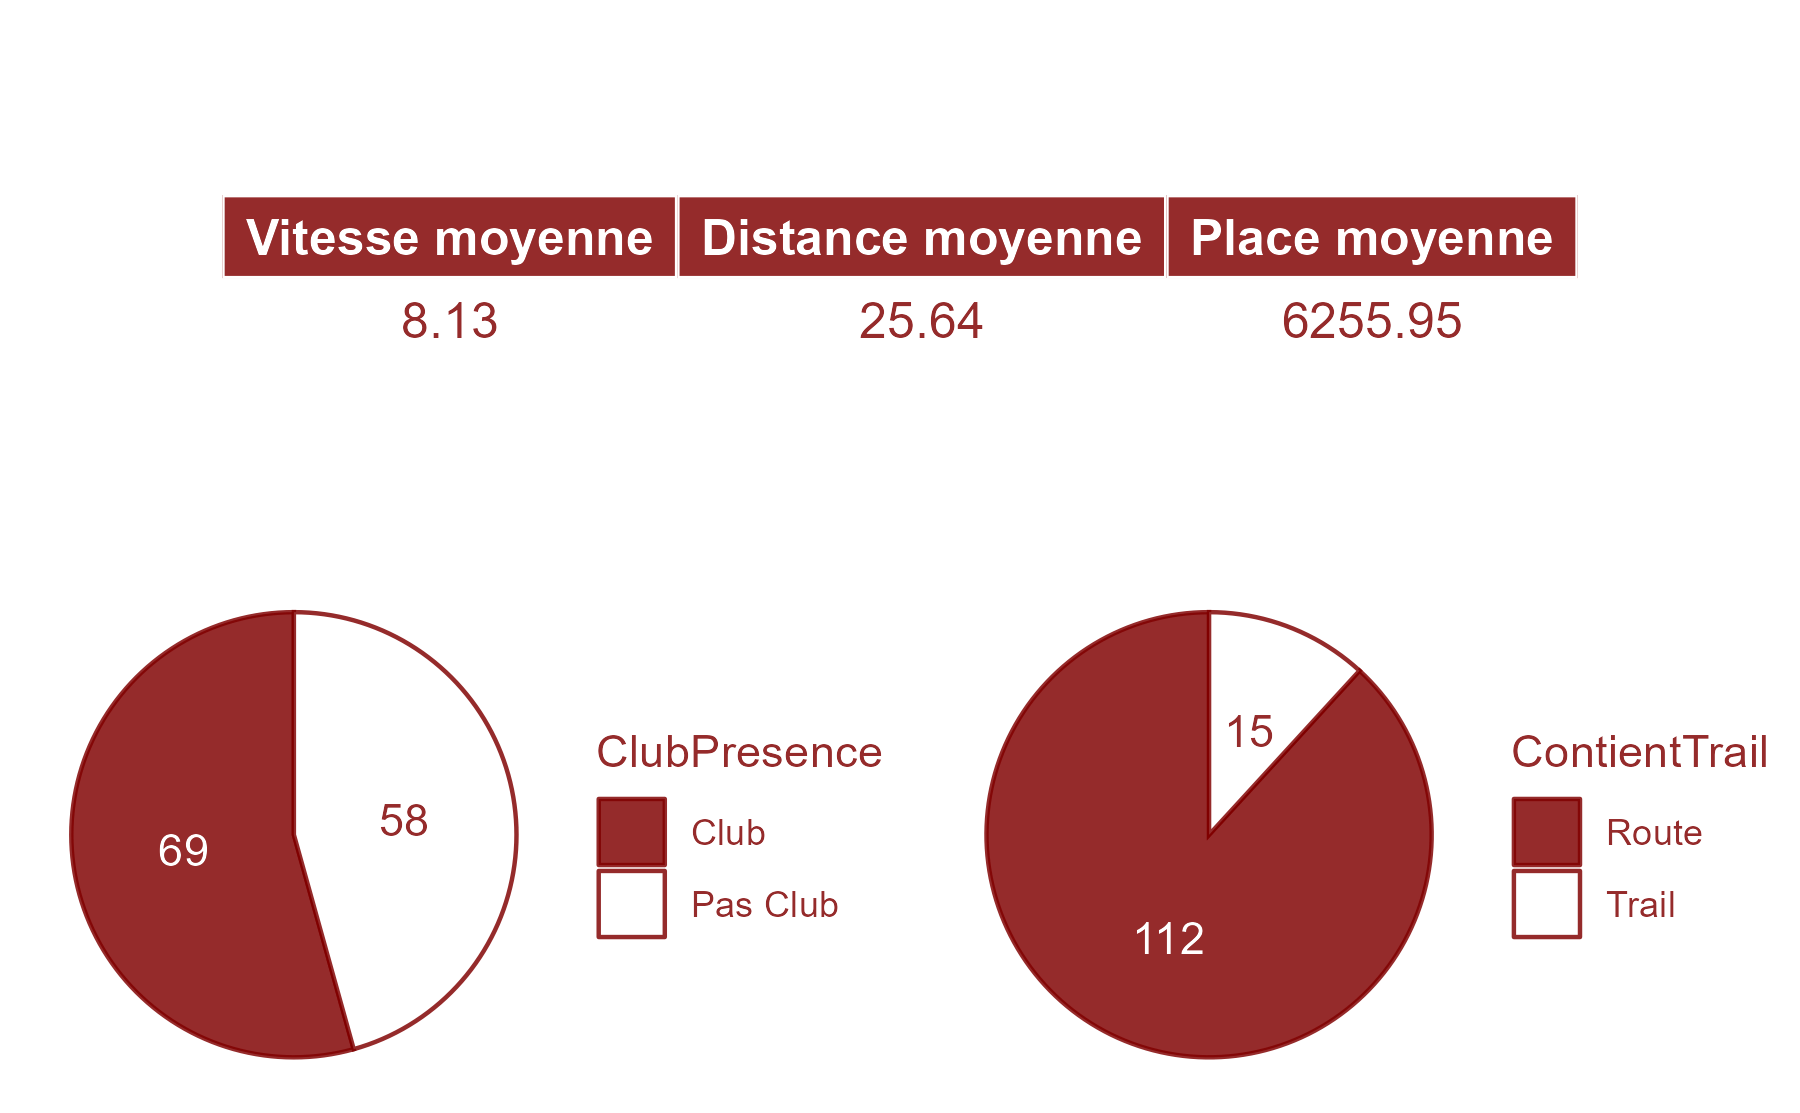 Vitesse moyenne Distance moyenne Place moyenne
8.13 25.64 6255.95
ClubPresence
Club
Pas Club
69
58
ContientTrail
Route
Trail
15
112